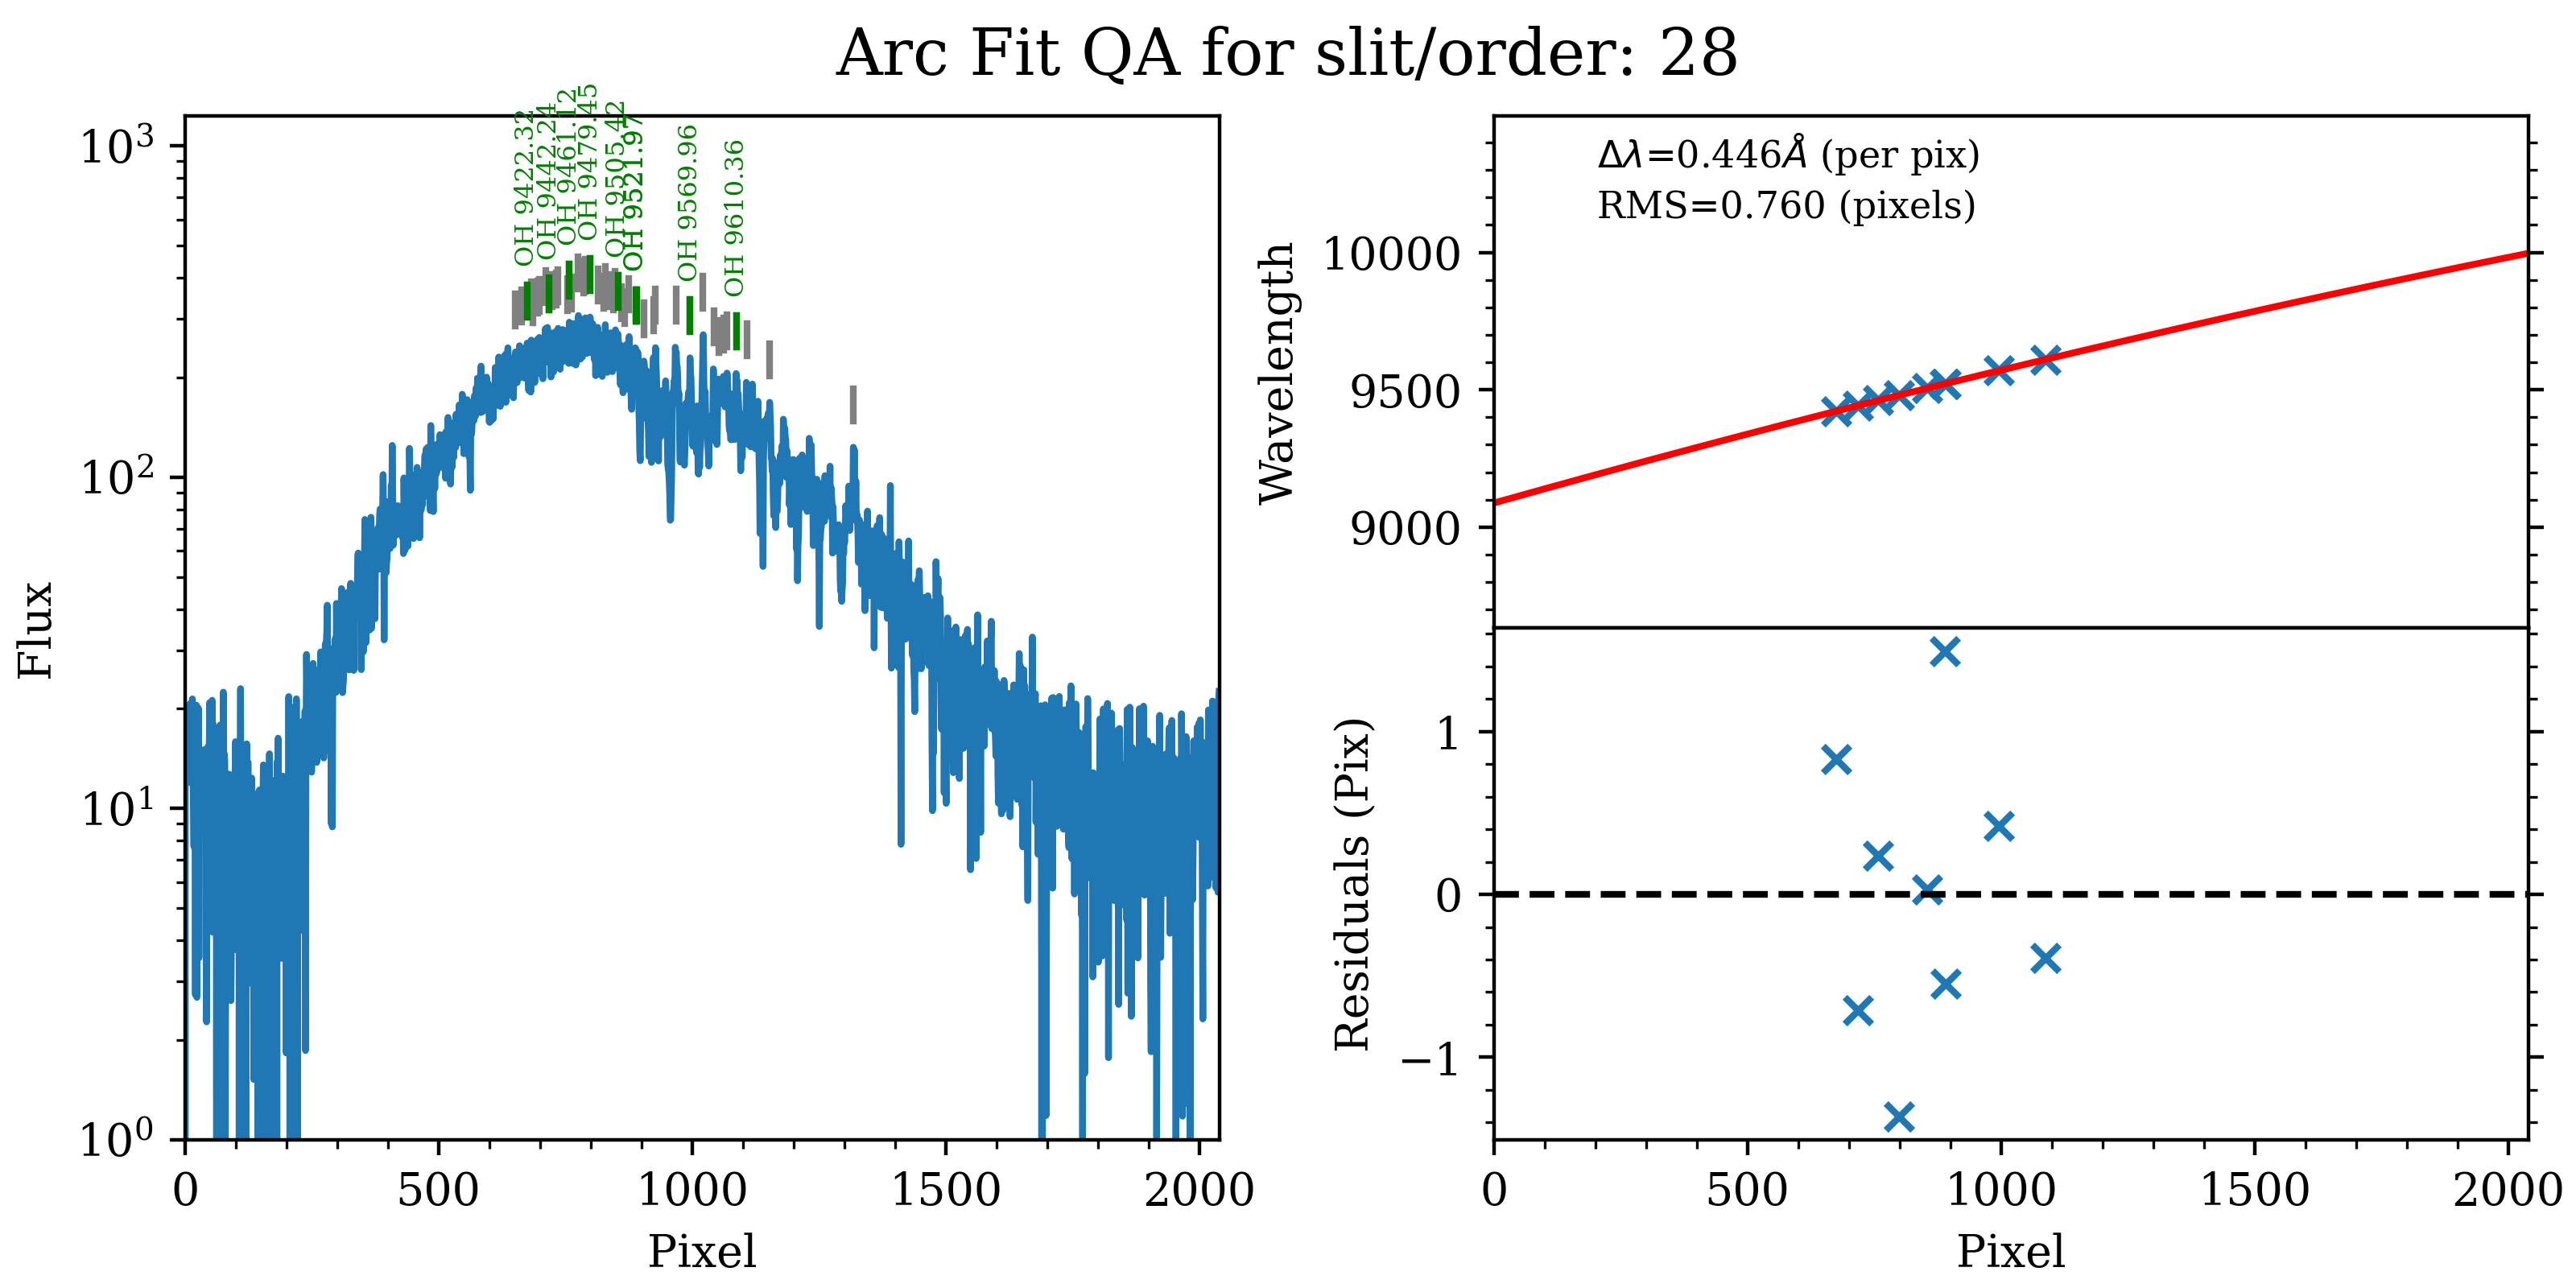 Arc Fit QA for slit/order: 28
OH 9422.32
OH 9442.24
OH 9461.12
OH 9479.45
OH 9505.42
OH 9521.97
OH 9569.96
OH 9610.36
10³
10²
10¹
10⁰
Flux
0 500 1000 1500 2000
Pixel
Δλ=0.446Å (per pix)
RMS=0.760 (pixels)
10000
9500
9000
Wavelength
1
0
−1
Residuals (Pix)
0 500 1000 1500 2000
Pixel